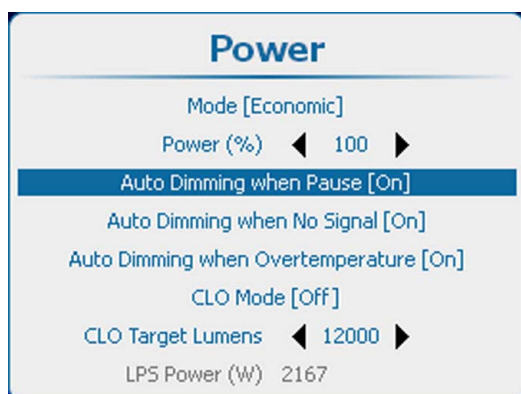 Power
Mode [Economic]
Power (%) 100
Auto Dimming when Pause [On]
Auto Dimming when No Signal [On]
Auto Dimming when Overtemperature [On]
CLO Mode [Off]
CLO Target Lumens 12000
LPS Power (W) 2167